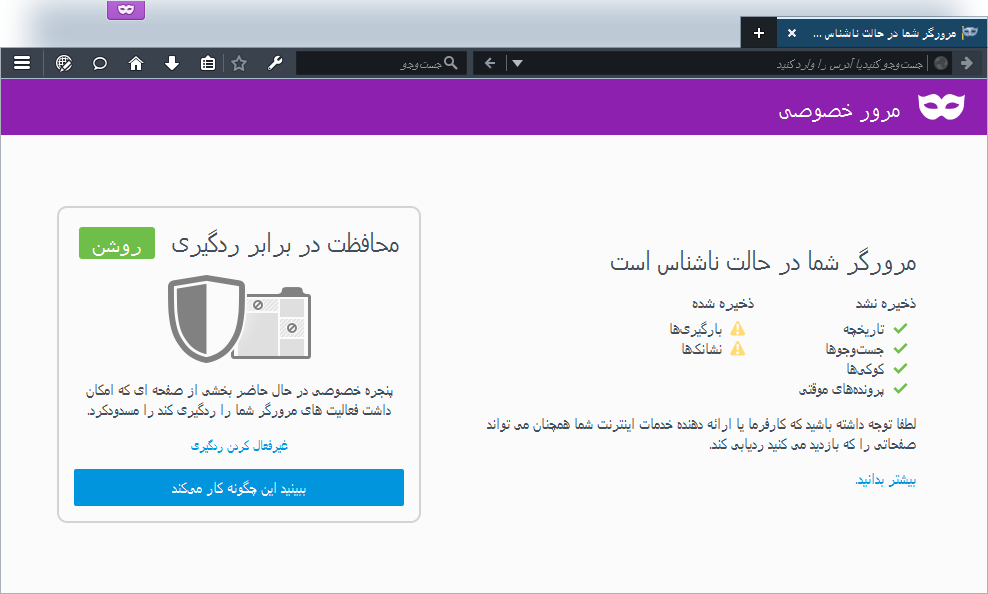 مرورگر شما در حالت ناشناس ...
جست‌وجو کنیدیا آدرس را وارد کنید
جست‌وجو
مرور خصوصی
مرورگر شما در حالت ناشناس است
ذخیره نشد
تاریخچه
جست‌وجوها
کوکی‌ها
پرونده‌های موقتی
ذخیره شده
بارگیری‌ها
نشانک‌ها
لطفا توجه داشته باشید که کارفرما یا ارائه دهنده خدمات اینترنت شما همچنان می تواند
صفحاتی را که بازدید می کنید ردیابی کند.
بیشتر بدانید.
محافظت در برابر ردگیری روشن
پنجره خصوصی در حال حاضر بخشی از صفحه ای که امکان
داشت فعالیت های مرورگر شما را ردگیری کند را مسدودکرد.
غیرفعال کردن ردگیری
ببینید این چگونه کار می‌کند